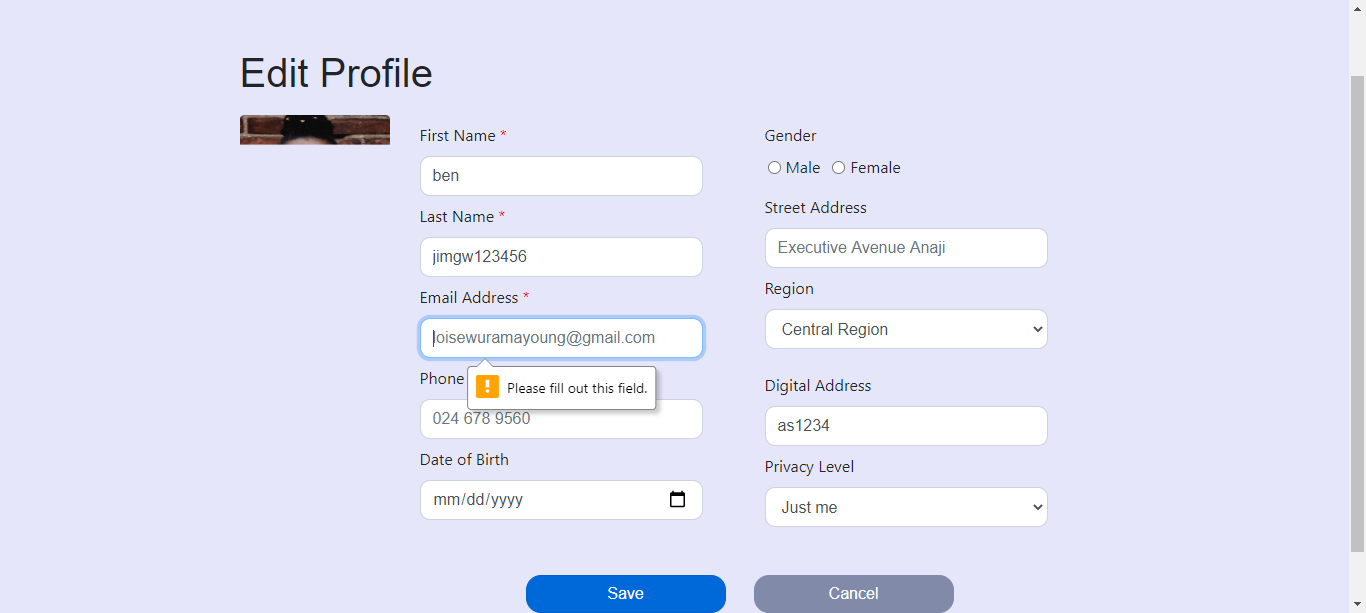 Edit Profile
First Name *
ben
Last Name *
jimgw123456
Email Address *
loisewuramayoung@gmail.com
Please fill out this field.
Phone
024 678 9560
Date of Birth
mm/dd/yyyy
Gender
Male Female
Street Address
Executive Avenue Anaji
Region
Central Region
Digital Address
as1234
Privacy Level
Just me
Save Cancel